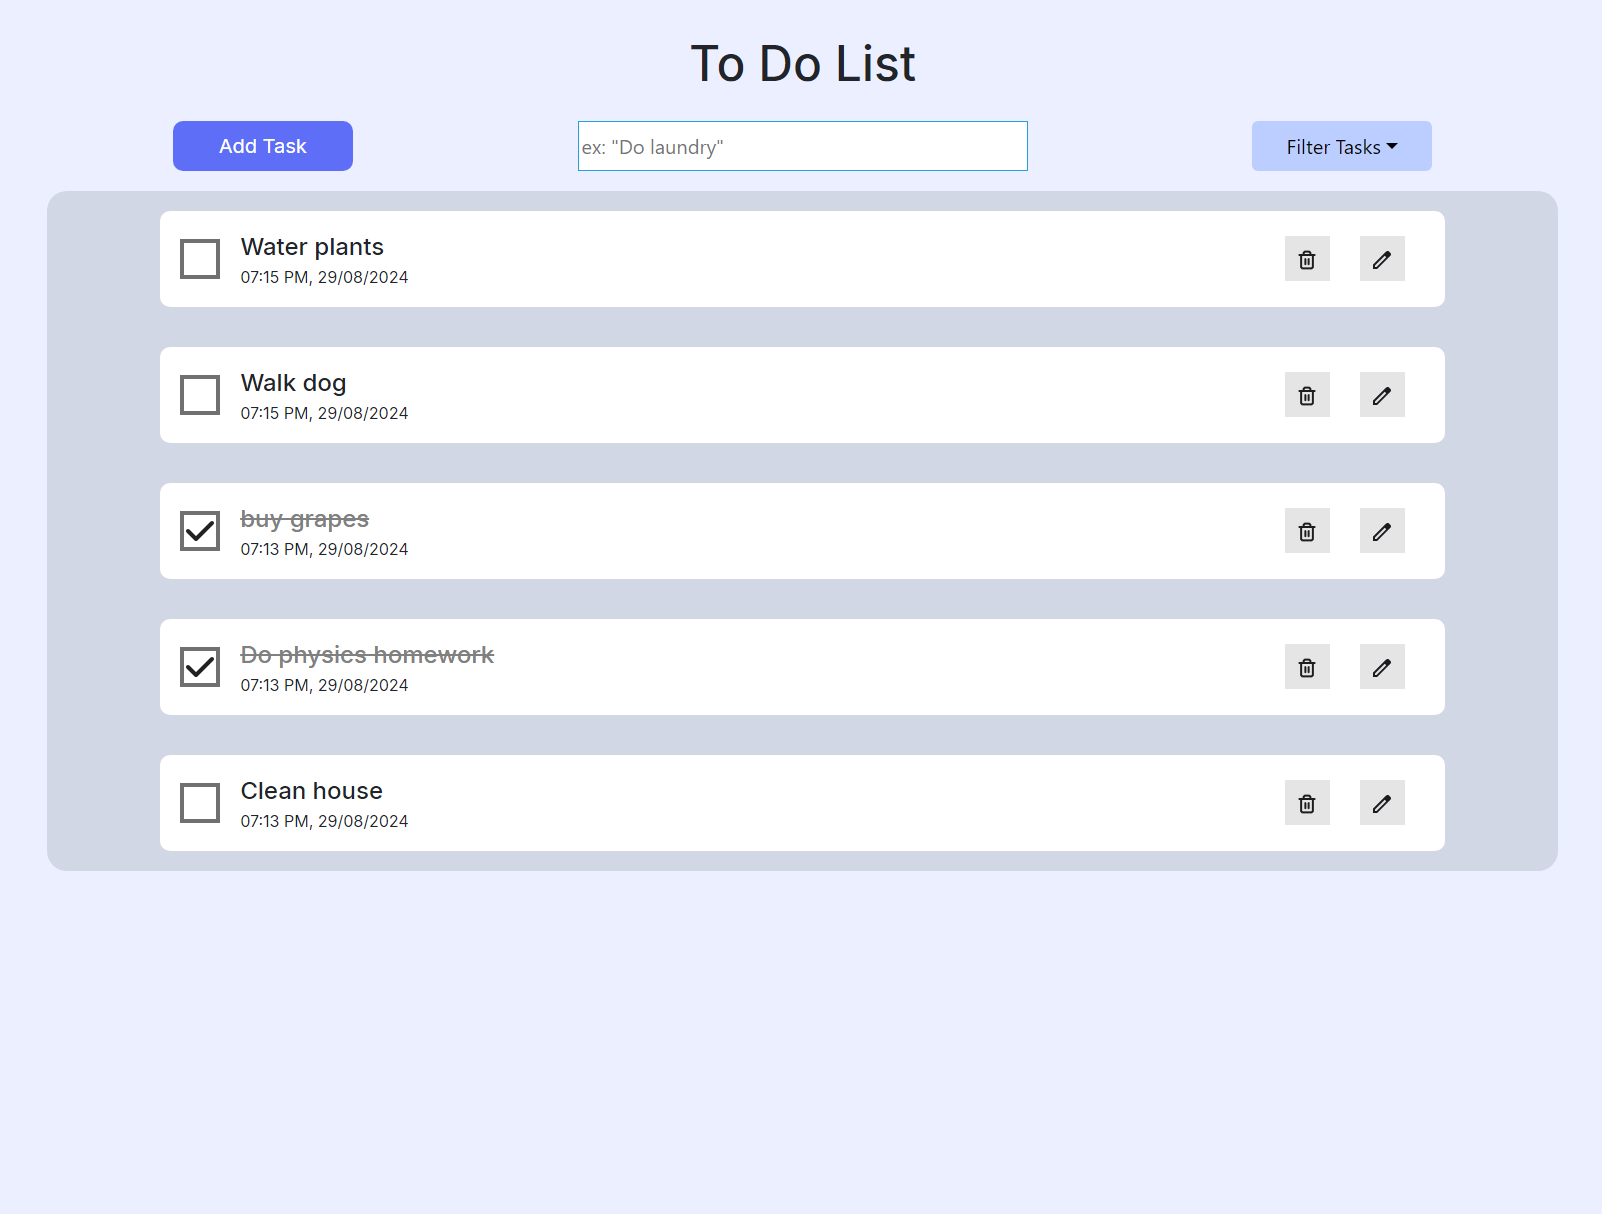 To Do List
Add Task
ex: "Do laundry"
Filter Tasks
Water plants
07:15 PM, 29/08/2024
Walk dog
07:15 PM, 29/08/2024
buy grapes
07:13 PM, 29/08/2024
Do physics homework
07:13 PM, 29/08/2024
Clean house
07:13 PM, 29/08/2024